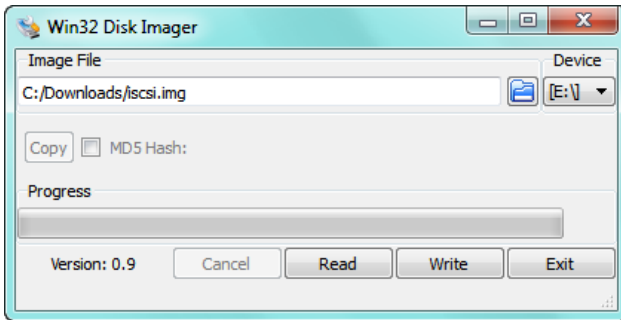 Win32 Disk Imager
Image File
Device
C:/Downloads/iscsi.img
[E:\]
Copy
MD5 Hash:
Progress
Version: 0.9
Cancel
Read
Write
Exit